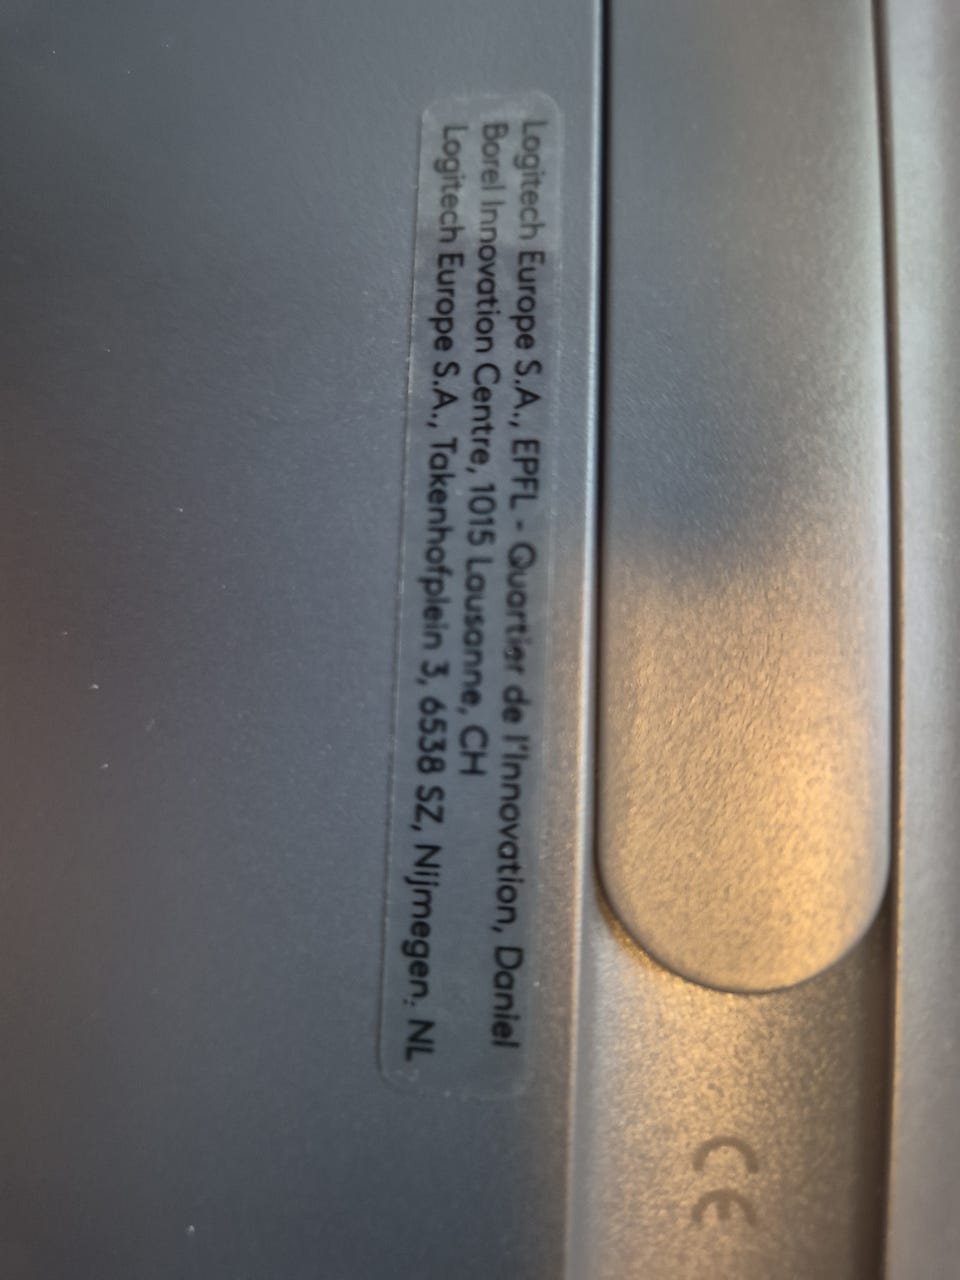 Logitech Europe S.A., EPFL - Quartier de l'Innovation, Daniel
Borel Innovation Centre, 1015 Lausanne, CH
Logitech Europe S.A., Takenhofplein 3, 6538 SZ, Nijmegen. NL
CE